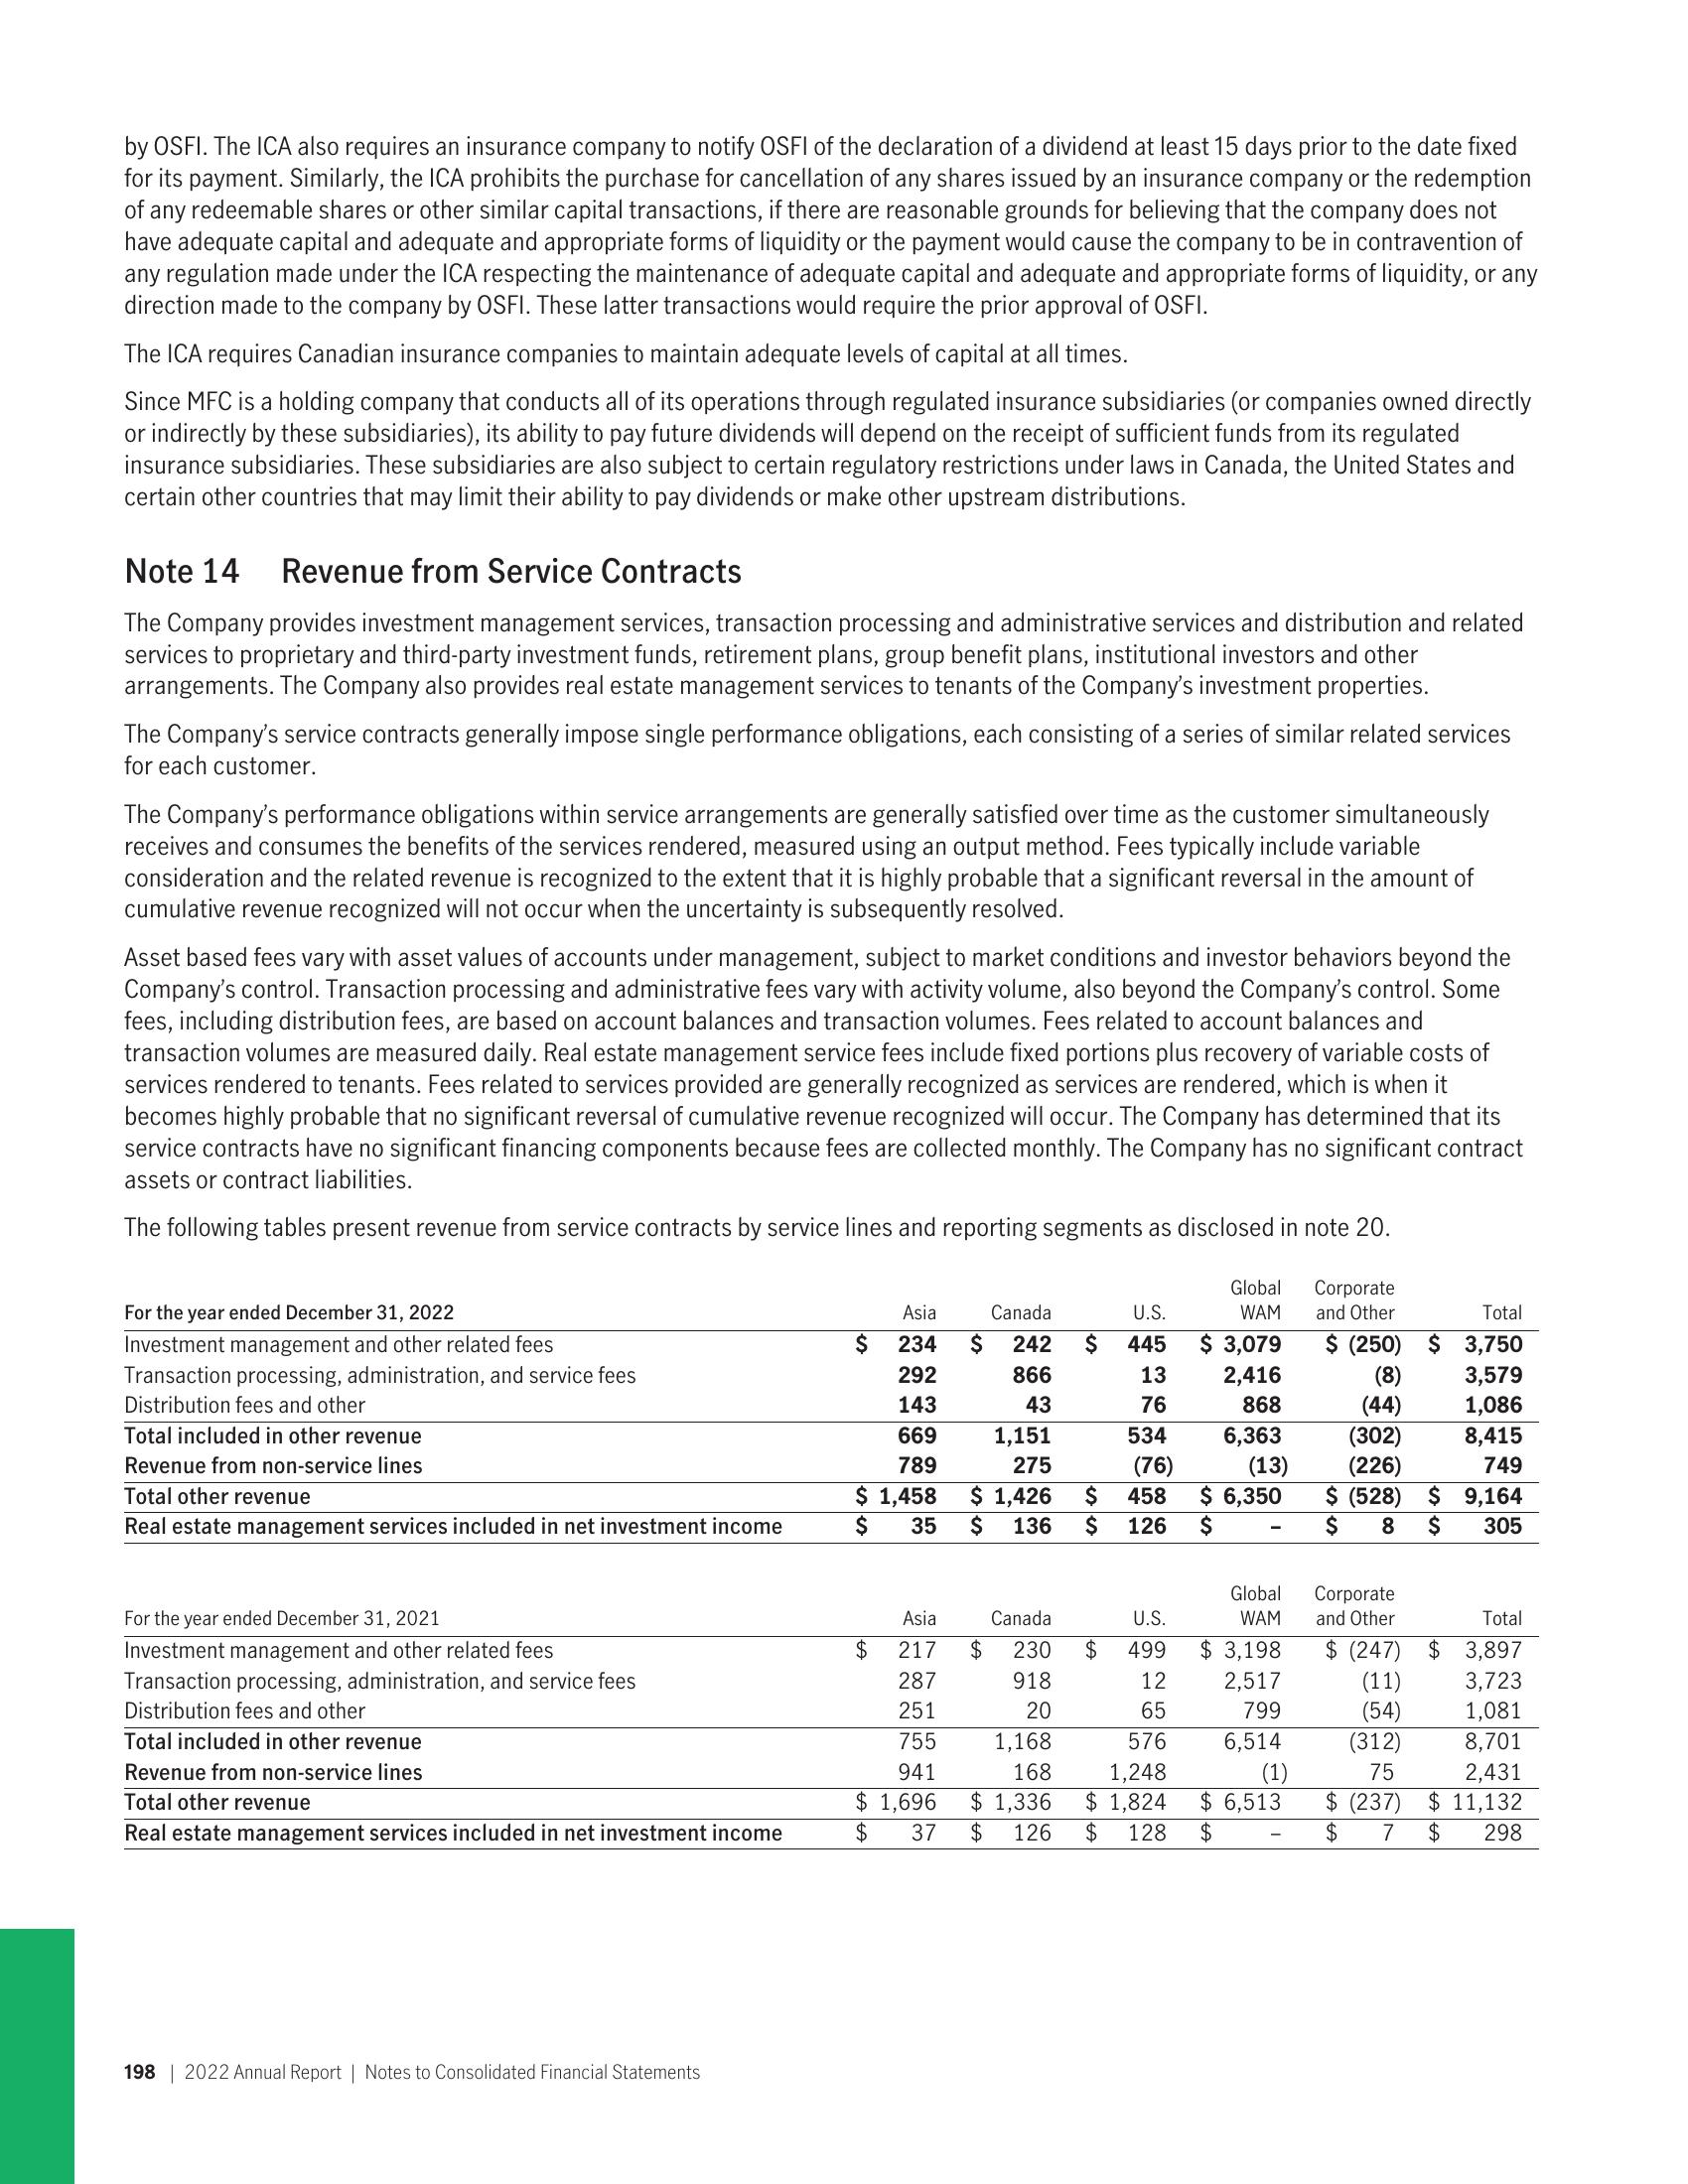 by OSFI. The ICA also requires an insurance company to notify OSFI of the declaration of a dividend at least 15 days prior to the date fixed
for its payment. Similarly, the ICA prohibits the purchase for cancellation of any shares issued by an insurance company or the redemption
of any redeemable shares or other similar capital transactions, if there are reasonable grounds for believing that the company does not
have adequate capital and adequate and appropriate forms of liquidity or the payment would cause the company to be in contravention of
any regulation made under the ICA respecting the maintenance of adequate capital and adequate and appropriate forms of liquidity, or any
direction made to the company by OSFI. These latter transactions would require the prior approval of OSFI.
The ICA requires Canadian insurance companies to maintain adequate levels of capital at all times.
Since MFC is a holding company that conducts all of its operations through regulated insurance subsidiaries (or companies owned directly
or indirectly by these subsidiaries), its ability to pay future dividends will depend on the receipt of sufficient funds from its regulated
insurance subsidiaries. These subsidiaries are also subject to certain regulatory restrictions under laws in Canada, the United States and
certain other countries that may limit their ability to pay dividends or make other upstream distributions.
Note 14 Revenue from Service Contracts
The Company provides investment management services, transaction processing and administrative services and distribution and related
services to proprietary and third-party investment funds, retirement plans, group benefit plans, institutional investors and other
arrangements. The Company also provides real estate management services to tenants of the Company's investment properties.
The Company's service contracts generally impose single performance obligations, each consisting of a series of similar related services
for each customer.
The Company's performance obligations within service arrangements are generally satisfied over time as the customer simultaneously
receives and consumes the benefits of the services rendered, measured using an output method. Fees typically include variable
consideration and the related revenue is recognized to the extent that it is highly probable that a significant reversal in the amount of
cumulative revenue recognized will not occur when the uncertainty is subsequently resolved.
Asset based fees vary with asset values of accounts under management, subject to market conditions and investor behaviors beyond the
Company's control. Transaction processing and administrative fees vary with activity volume, also beyond the Company's control. Some
fees, including distribution fees, are based on account balances and transaction volumes. Fees related to account balances and
transaction volumes are measured daily. Real estate management service fees include fixed portions plus recovery of variable costs of
services rendered to tenants. Fees related to services provided are generally recognized as services are rendered, which is when it
becomes highly probable that no significant reversal of cumulative revenue recognized will occur. The Company has determined that its
service contracts have no significant financing components because fees are collected monthly. The Company has no significant contract
assets or contract liabilities.
The following tables present revenue from service contracts by service lines and reporting segments as disclosed in note 20.
Global Corporate
For the year ended December 31, 2022 Asia Canada U.S. WAM and Other Total
Investment management and other related fees $ 234 $ 242 $ 445 $ 3,079 $ (250) $ 3,750
Transaction processing, administration, and service fees 292 866 13 2,416 (8) 3,579
Distribution fees and other 143 43 76 868 (44) 1,086
Total included in other revenue 669 1,151 534 6,363 (302) 8,415
Revenue from non-service lines 789 275 (76) (13) (226) 749
Total other revenue $ 1,458 $ 1,426 $ 458 $ 6,350 $ (528) $ 9,164
Real estate management services included in net investment income $ 35 $ 136 $ 126 $ – $ 8 $ 305
Global Corporate
For the year ended December 31, 2021 Asia Canada U.S. WAM and Other Total
Investment management and other related fees $ 217 $ 230 $ 499 $ 3,198 $ (247) $ 3,897
Transaction processing, administration, and service fees 287 918 12 2,517 (11) 3,723
Distribution fees and other 251 20 65 799 (54) 1,081
Total included in other revenue 755 1,168 576 6,514 (312) 8,701
Revenue from non-service lines 941 168 1,248 (1) 75 2,431
Total other revenue $ 1,696 $ 1,336 $ 1,824 $ 6,513 $ (237) $ 11,132
Real estate management services included in net investment income $ 37 $ 126 $ 128 $ – $ 7 $ 298
198 | 2022 Annual Report | Notes to Consolidated Financial Statements